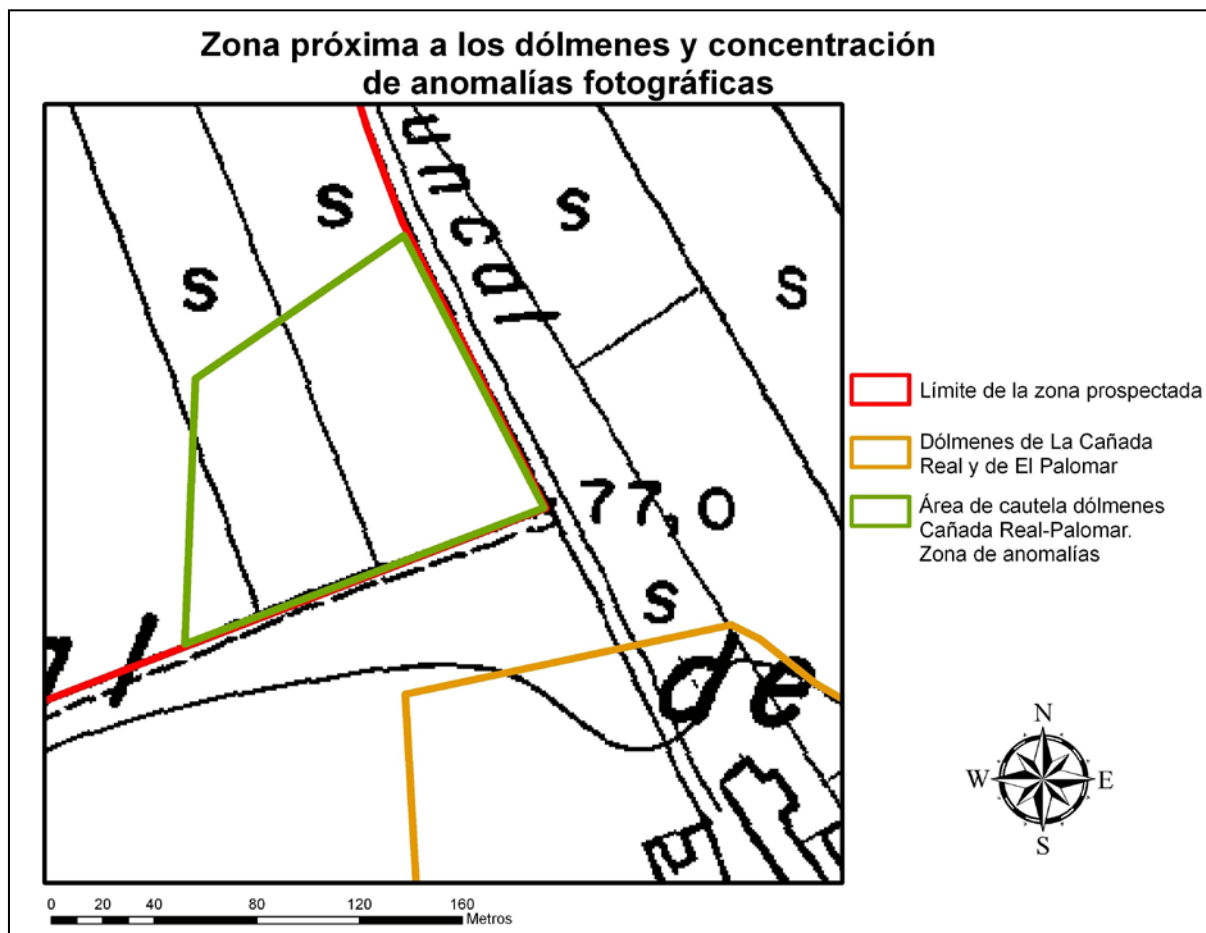 Zona próxima a los dólmenes y concentración
de anomalías fotográficas
uncal
S
S
S
S
77,0
S
de
Límite de la zona prospectada
Dólmenes de La Cañada
Real y de El Palomar
Área de cautela dólmenes
Cañada Real-Palomar.
Zona de anomalías
N
W
E
S
0 20 40 80 120 160
Metros